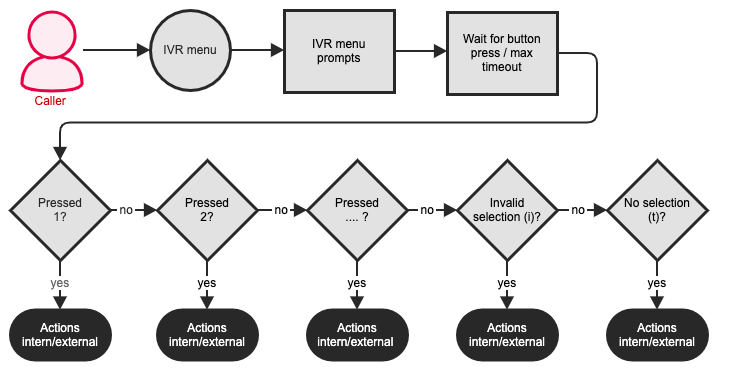 IVR menu
IVR menu
prompts
Wait for button
press / max
timeout
Caller
Pressed
1?
no
Pressed
2?
no
Pressed
.... ?
no
Invalid
selection (i)?
no
No selection
(t)?
yes
yes
yes
yes
yes
Actions
intern/external
Actions
intern/external
Actions
intern/external
Actions
intern/external
Actions
intern/external